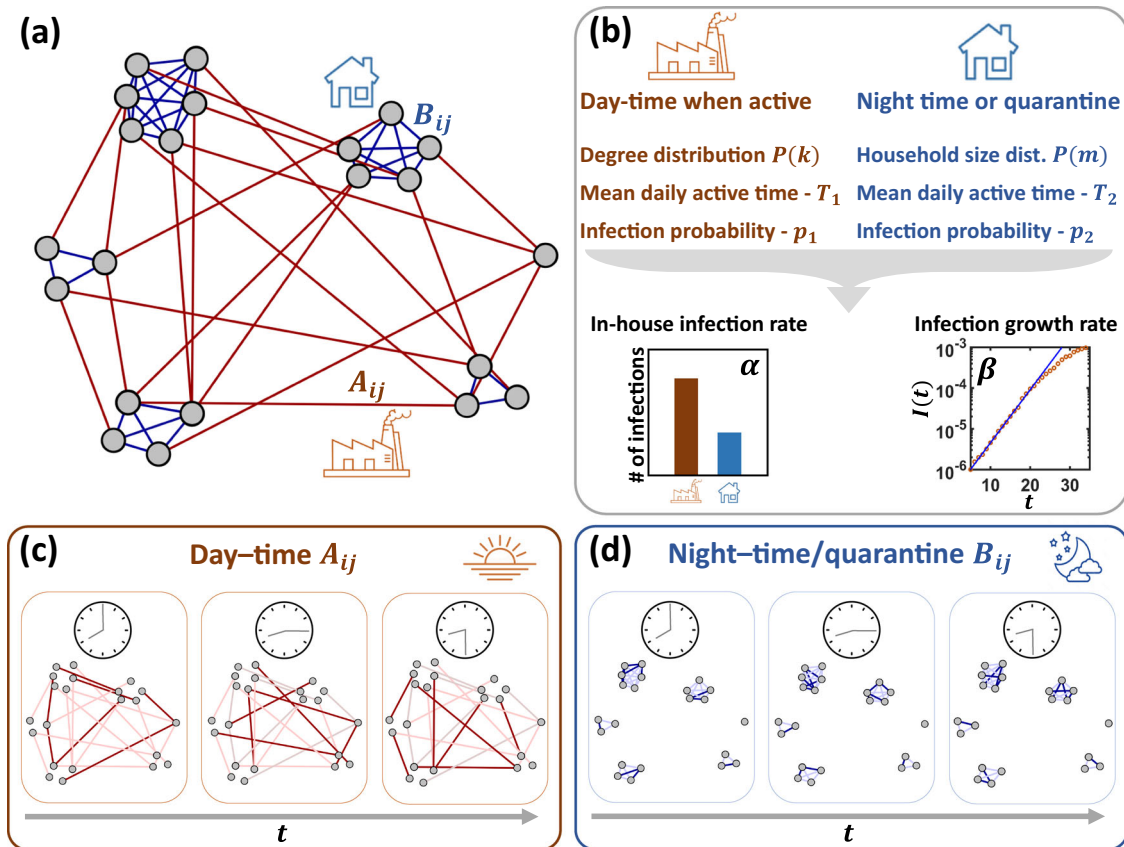 (a)
B_ij
A_ij
(b)
Day-time when active
Night time or quarantine
Degree distribution P(k)
Household size dist. P(m)
Mean daily active time - T_1
Mean daily active time - T_2
Infection probability - p_1
Infection probability - p_2
In-house infection rate
Infection growth rate
# of infections
α
β
I(t)
10^-3
10^-4
10^-5
10^-6
10
20
30
t
(c)
Day–time A_ij
t
(d)
Night–time/quarantine B_ij
t